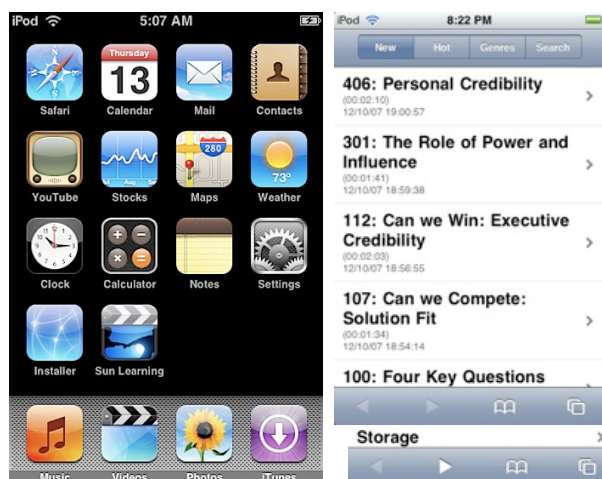 iPod 5:07 AM
Thursday
13
280
73°
Safari Calendar Mail Contacts
YouTube Stocks Maps Weather
Clock Calculator Notes Settings
Installer Sun Learning
Music Videos Photos iTunes
iPod 8:22 PM
New Hot Genres Search
406: Personal Credibility
(00:02:10)
12/10/07 19:00:57
301: The Role of Power and
Influence
(00:01:41)
12/10/07 18:59:38
112: Can we Win: Executive
Credibility
(00:02:03)
12/10/07 18:56:55
107: Can we Compete:
Solution Fit
(00:01:34)
12/10/07 18:54:14
100: Four Key Questions
Storage